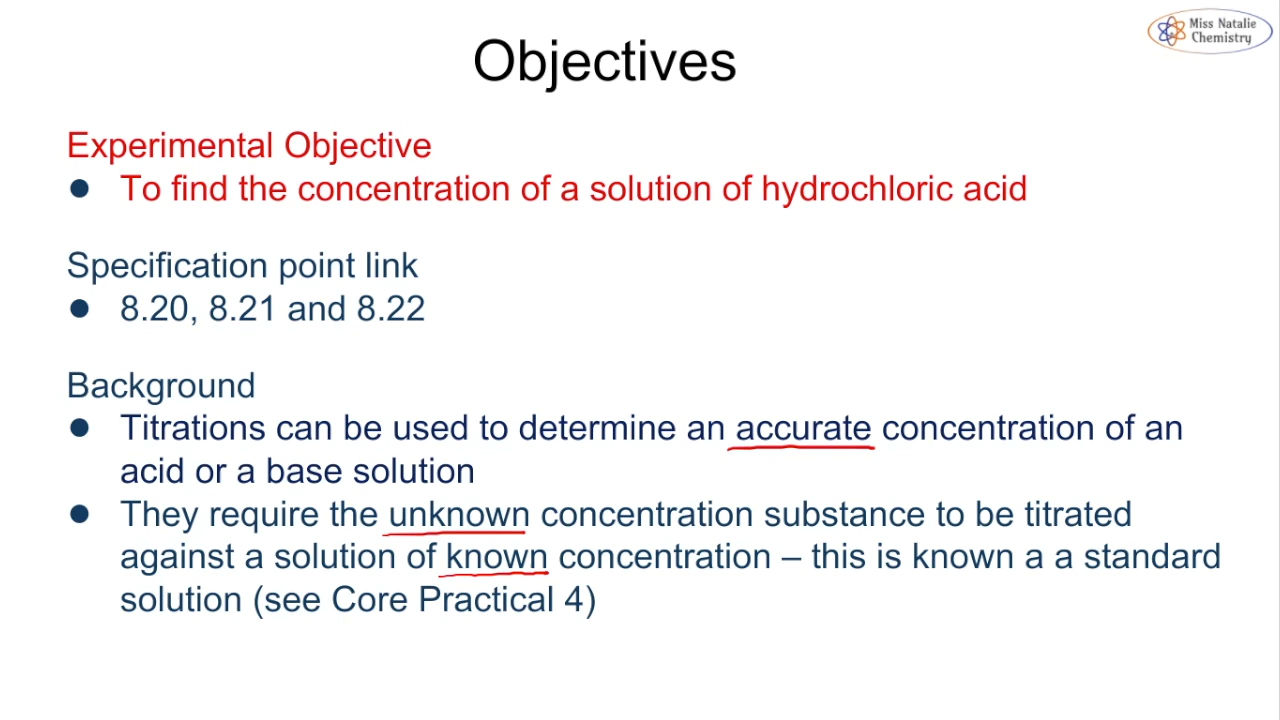 Miss Natalie
Chemistry
Objectives
Experimental Objective
● To find the concentration of a solution of hydrochloric acid
Specification point link
● 8.20, 8.21 and 8.22
Background
● Titrations can be used to determine an accurate concentration of an
acid or a base solution
● They require the unknown concentration substance to be titrated
against a solution of known concentration – this is known a a standard
solution (see Core Practical 4)